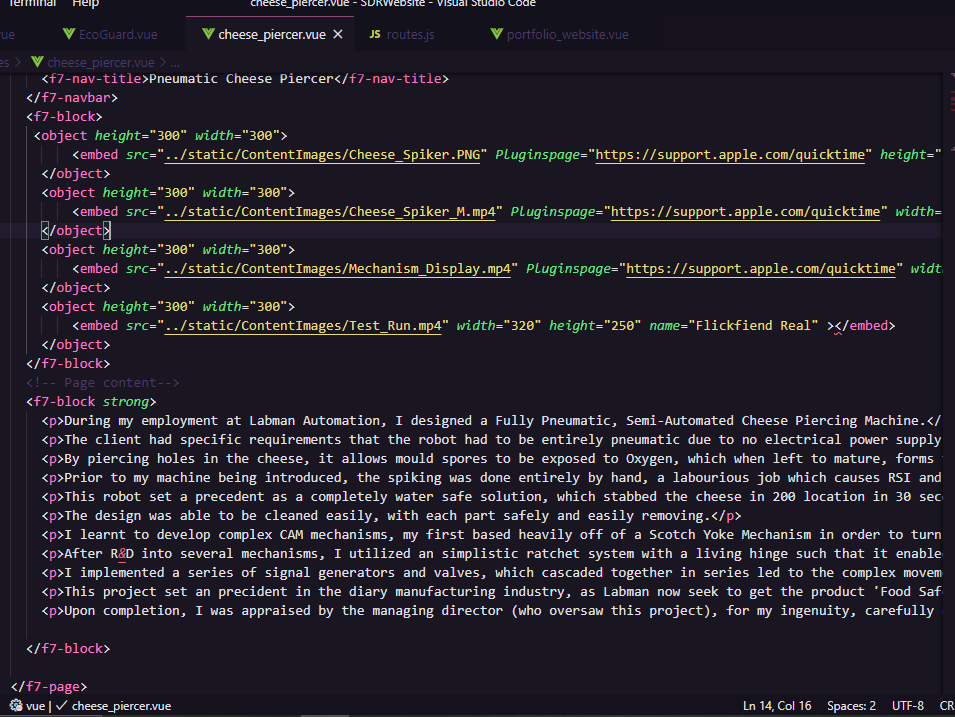 Terminal Help cheese_piercer.vue - SDRWebsite - Visual Studio Code
ue EcoGuard.vue cheese_piercer.vue JS routes.js portfolio_website.vue
es > cheese_piercer.vue > ...
<f7-nav-title>Pneumatic Cheese Piercer</f7-nav-title>
</f7-navbar>
<f7-block>
<object height="300" width="300">
<embed src="../static/ContentImages/Cheese_Spiker.PNG" Pluginspage="https://support.apple.com/quicktime" height="
</object>
<object height="300" width="300">
<embed src="../static/ContentImages/Cheese_Spiker_M.mp4" Pluginspage="https://support.apple.com/quicktime" width=
</object>
<object height="300" width="300">
<embed src="../static/ContentImages/Mechanism_Display.mp4" Pluginspage="https://support.apple.com/quicktime" widt
</object>
<object height="300" width="300">
<embed src="../static/ContentImages/Test_Run.mp4" width="320" height="250" name="Flickfiend Real" ></embed>
</object>
</f7-block>
<!-- Page content-->
<f7-block strong>
<p>During my employment at Labman Automation, I designed a Fully Pneumatic, Semi-Automated Cheese Piercing Machine.</
<p>The client had specific requirements that the robot had to be entirely pneumatic due to no electrical power supply
<p>By piercing holes in the cheese, it allows mould spores to be exposed to Oxygen, which when left to mature, forms
<p>Prior to my machine being introduced, the spiking was done entirely by hand, a labourious job which causes RSI and
<p>This robot set a precedent as a completely water safe solution, which stabbed the cheese in 200 location in 30 sec
<p>The design was able to be cleaned easily, with each part safely and easily removing.</p>
<p>I learnt to develop complex CAM mechanisms, my first based heavily off of a Scotch Yoke Mechanism in order to turn
<p>After R&D into several mechanisms, I utilized an simplistic ratchet system with a living hinge such that it enable
<p>I implemented a series of signal generators and valves, which cascaded together in series led to the complex movem
<p>This project set an precident in the diary manufacturing industry, as Labman now seek to get the product 'Food Saf
<p>Upon completion, I was appraised by the managing director (who oversaw this project), for my ingenuity, carefully
</f7-block>
</f7-page>
vue | ✓ cheese_piercer.vue Ln 14, Col 16 Spaces: 2 UTF-8 CR